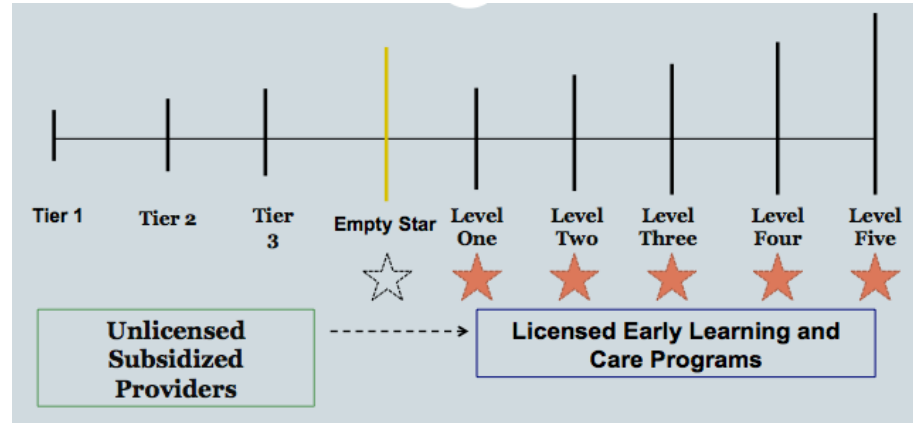 Tier 1
Tier 2
Tier
3
Empty Star
Level
One
Level
Two
Level
Three
Level
Four
Level
Five
Unlicensed
Subsidized
Providers
Licensed Early Learning and
Care Programs